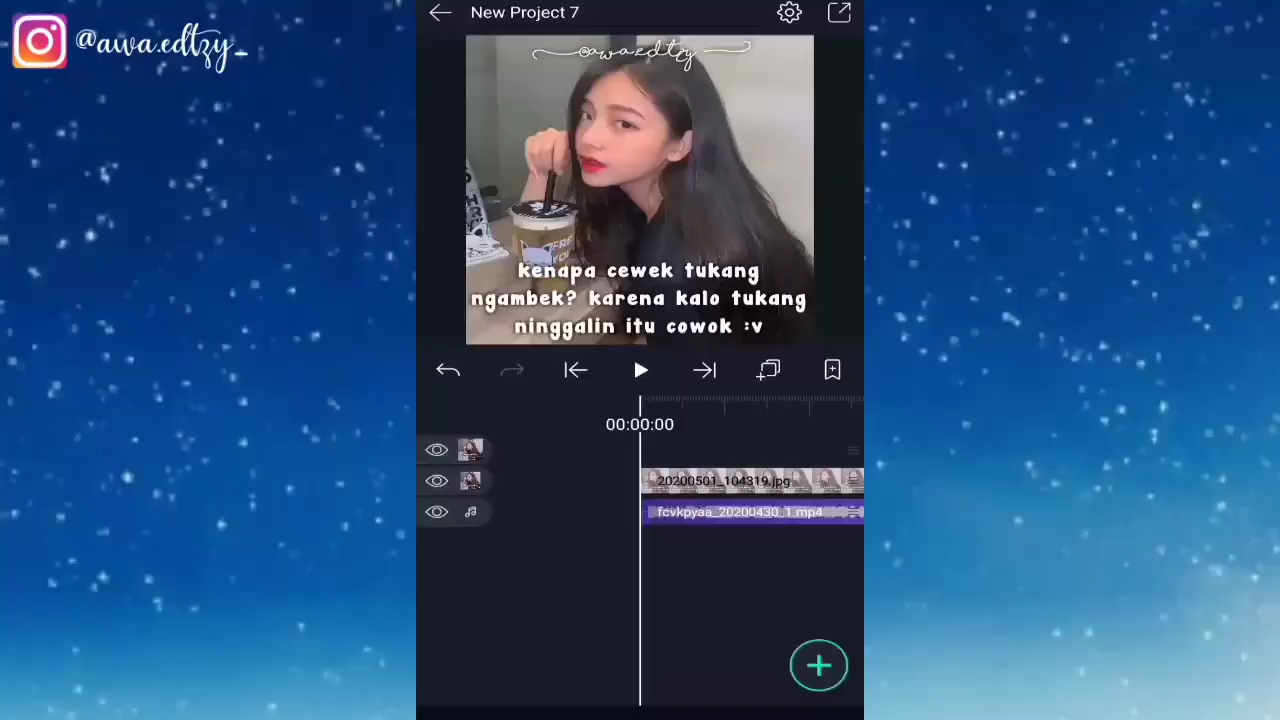 @awa.edtzy_
New Project 7
@awa.edtzy
kenapa cewek tukang
ngambek? karena kalo tukang
ninggalin itu cowok :v
00:00:00
20200501_104319.jpg
fcvkpyaa_20200430_1.mp4